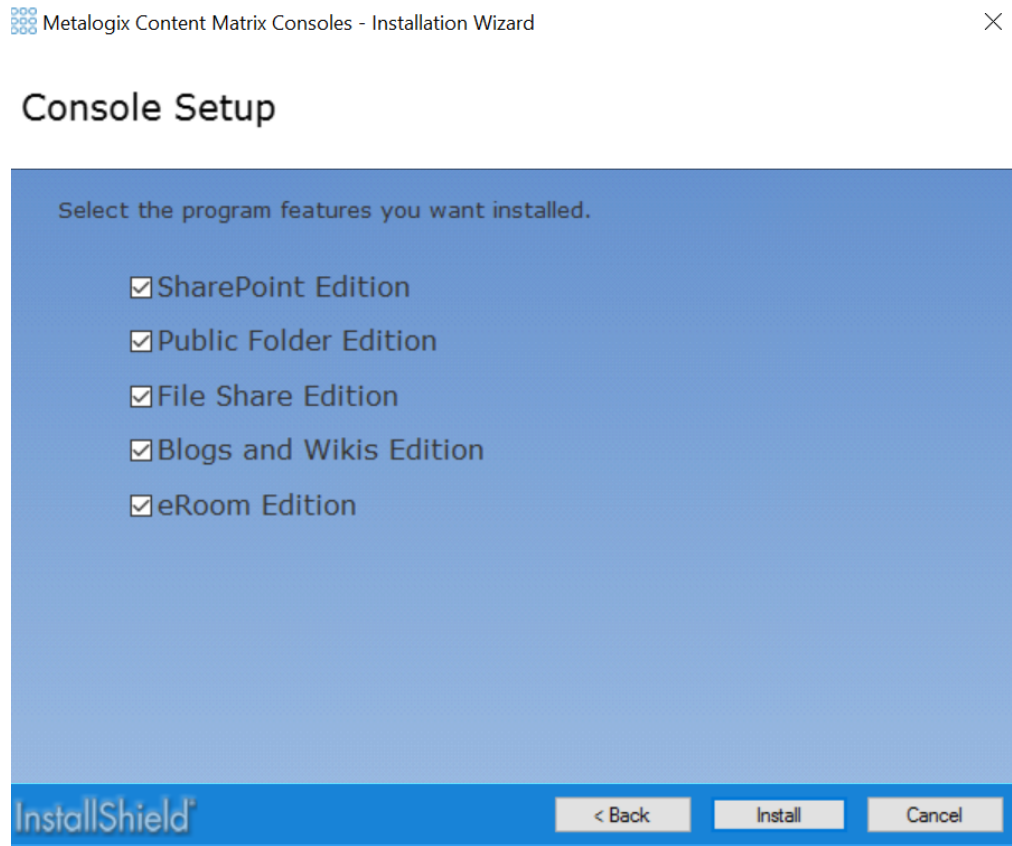 Metalogix Content Matrix Consoles - Installation Wizard
Console Setup
Select the program features you want installed.
SharePoint Edition
Public Folder Edition
File Share Edition
Blogs and Wikis Edition
eRoom Edition
InstallShield®
< Back
Install
Cancel